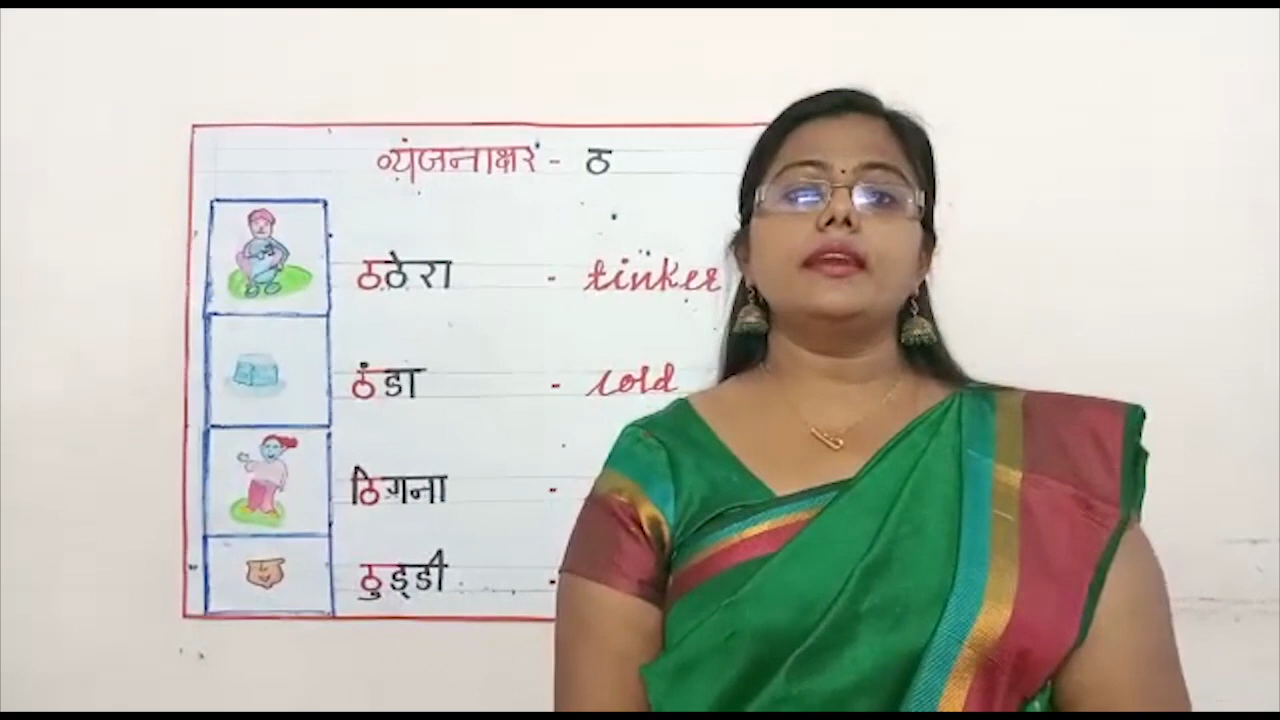 व्यंजनाक्षर - ठ
ठठेरा - tinker
ठंडा - cold
ठिगना -
ठुड्डी -